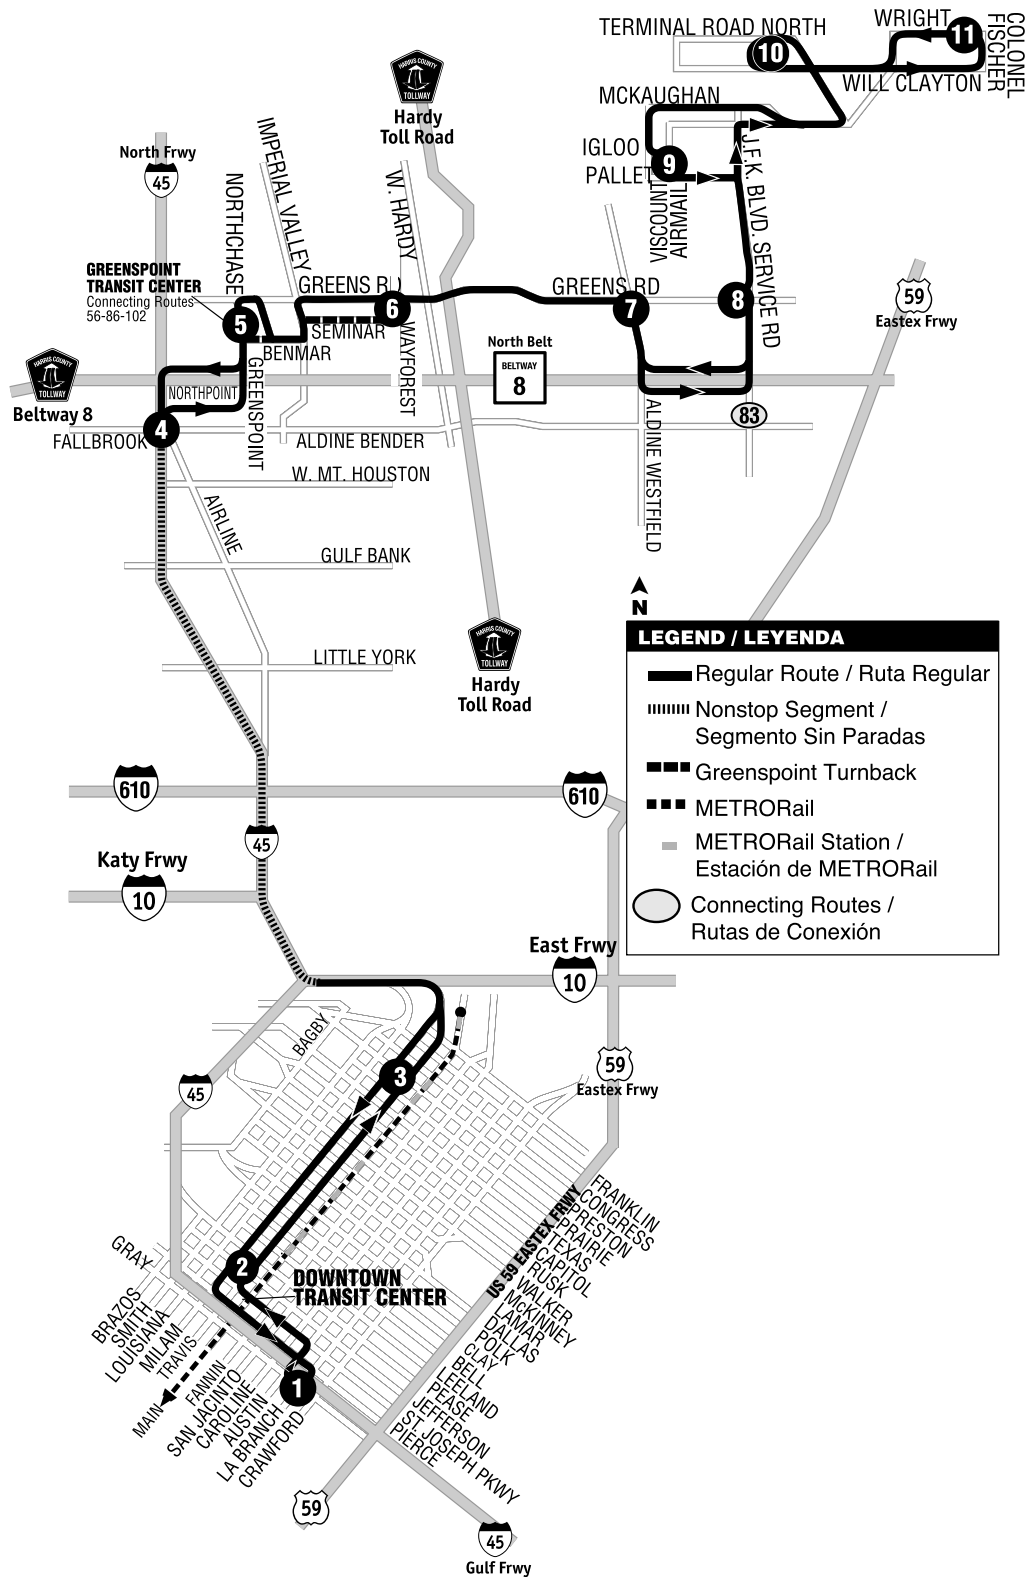 TERMINAL ROAD NORTH
WRIGHT
11
COLONEL
FISCHER
10
WILL CLAYTON
HARRIS COUNTY
TOLLWAY
Hardy
Toll Road
MCKAUGHAN
IGLOO
9
PALLET
VISCOUNT
AIRMAIL
J.F.K. BLVD. SERVICE RD
North Frwy
45
IMPERIAL VALLEY
NORTHCHASE
W. HARDY
GREENSPOINT
TRANSIT CENTER
Connecting Routes
56-86-102
5
GREENS RD
6
SEMINAR
BENMAR
WAYFOREST
GREENS RD
7
8
59
Eastex Frwy
North Belt
BELTWAY
8
HARRIS COUNTY
TOLLWAY
Beltway 8
NORTHPOINT
GREENSPOINT
4
FALLBROOK
ALDINE BENDER
83
ALDINE WESTFIELD
W. MT. HOUSTON
AIRLINE
GULF BANK
LITTLE YORK
HARRIS COUNTY
TOLLWAY
Hardy
Toll Road
N
LEGEND / LEYENDA
Regular Route / Ruta Regular
Nonstop Segment /
Segmento Sin Paradas
Greenspoint Turnback
METRORail
METRORail Station /
Estación de METRORail
Connecting Routes /
Rutas de Conexión
610
610
45
Katy Frwy
10
East Frwy
10
BAGBY
45
3
59
Eastex Frwy
US 59 EASTEX FRWY
FRANKLIN
CONGRESS
PRESTON
PRAIRIE
TEXAS
CAPITOL
RUSK
WALKER
McKINNEY
LAMAR
DALLAS
POLK
CLAY
BELL
LEELAND
PEASE
JEFFERSON
ST. JOSEPH PKWY
PIERCE
GRAY
2
DOWNTOWN
TRANSIT CENTER
BRAZOS
SMITH
LOUISIANA
MILAM
TRAVIS
MAIN
FANNIN
SAN JACINTO
CAROLINE
AUSTIN
LA BRANCH
CRAWFORD
1
59
45
Gulf Frwy